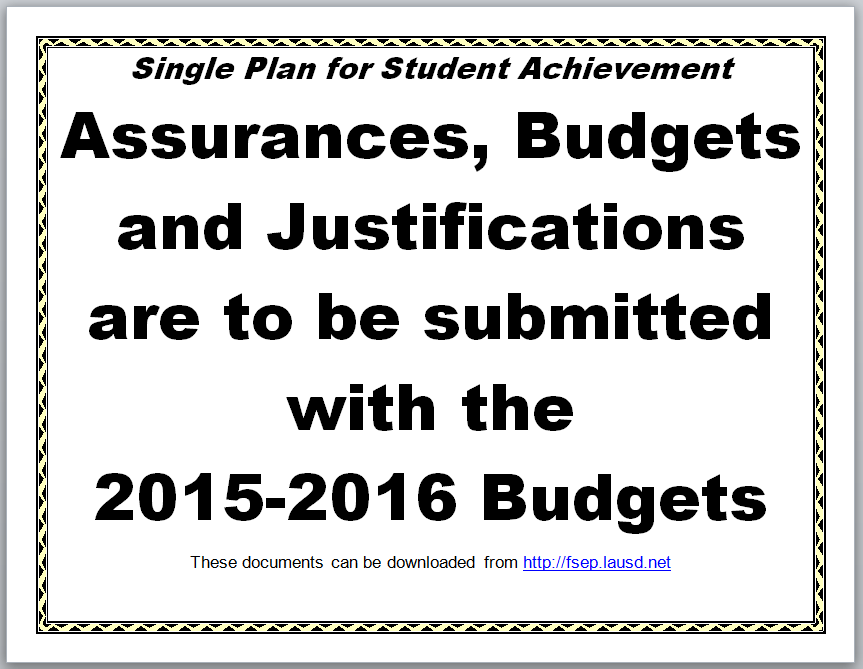 Single Plan for Student Achievement
Assurances, Budgets
and Justifications
are to be submitted
with the
2015-2016 Budgets
These documents can be downloaded from http://fsep.lausd.net